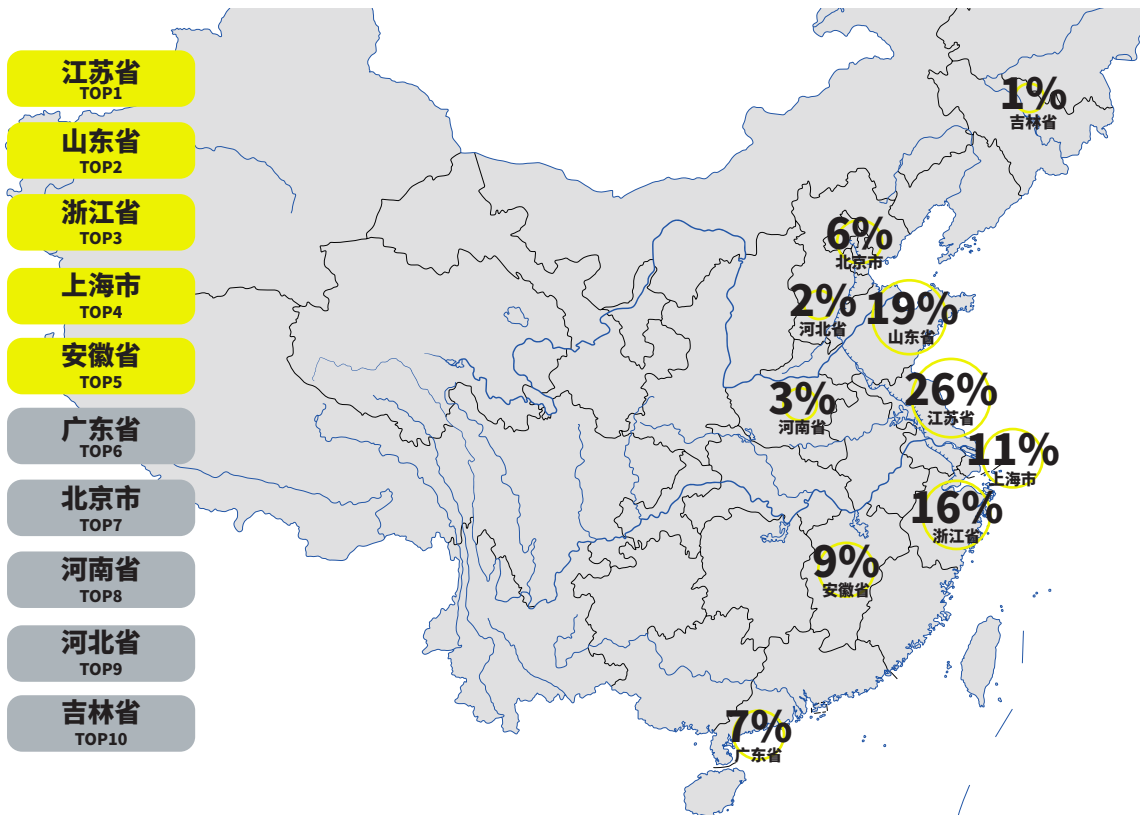 江苏省
TOP1
山东省
TOP2
浙江省
TOP3
上海市
TOP4
安徽省
TOP5
广东省
TOP6
北京市
TOP7
河南省
TOP8
河北省
TOP9
吉林省
TOP10
1%
吉林省
6%
北京市
2%
河北省
19%
山东省
3%
河南省
26%
江苏省
11%
上海市
16%
浙江省
9%
安徽省
7%
广东省